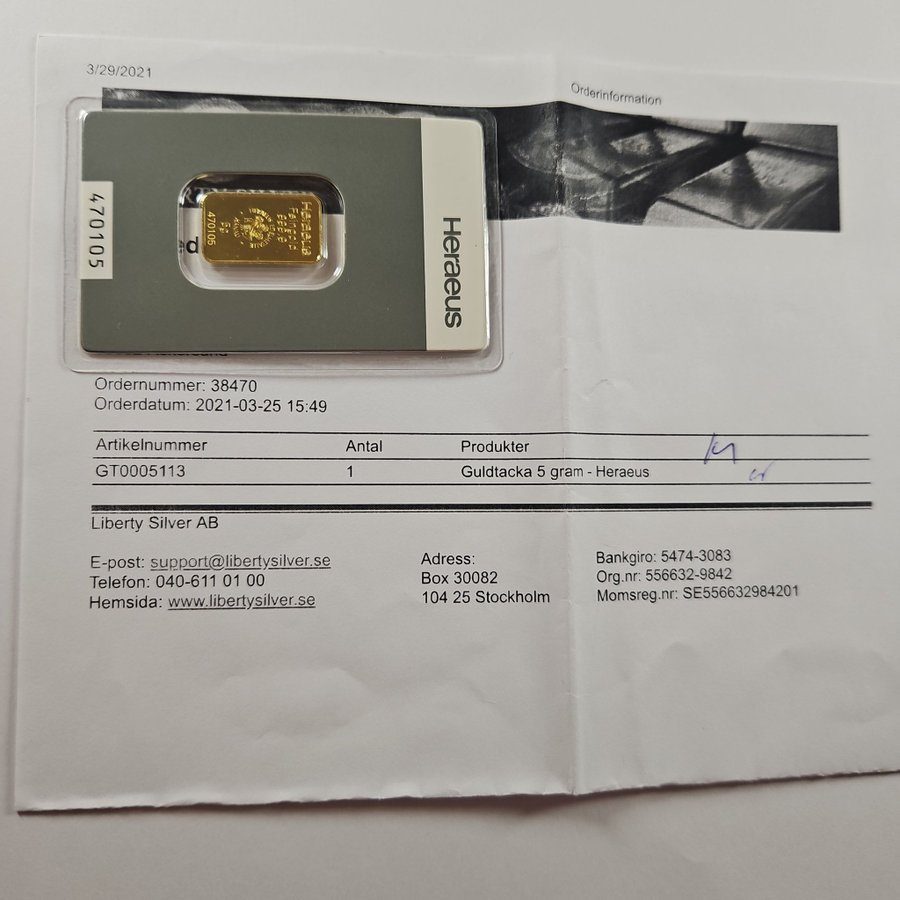 3/29/2021
Orderinformation
470105
Heraeus
Feingold
999.9
5g
470105
Heraeus
Ordernummer: 38470
Orderdatum: 2021-03-25 15:49
Artikelnummer Antal Produkter
GT0005113 1 Guldtacka 5 gram - Heraeus
Liberty Silver AB
E-post: support@libertysilver.se
Telefon: 040-611 01 00
Hemsida: www.libertysilver.se
Adress:
Box 30082
104 25 Stockholm
Bankgiro: 5474-3083
Org.nr: 556632-9842
Momsreg.nr: SE556632984201